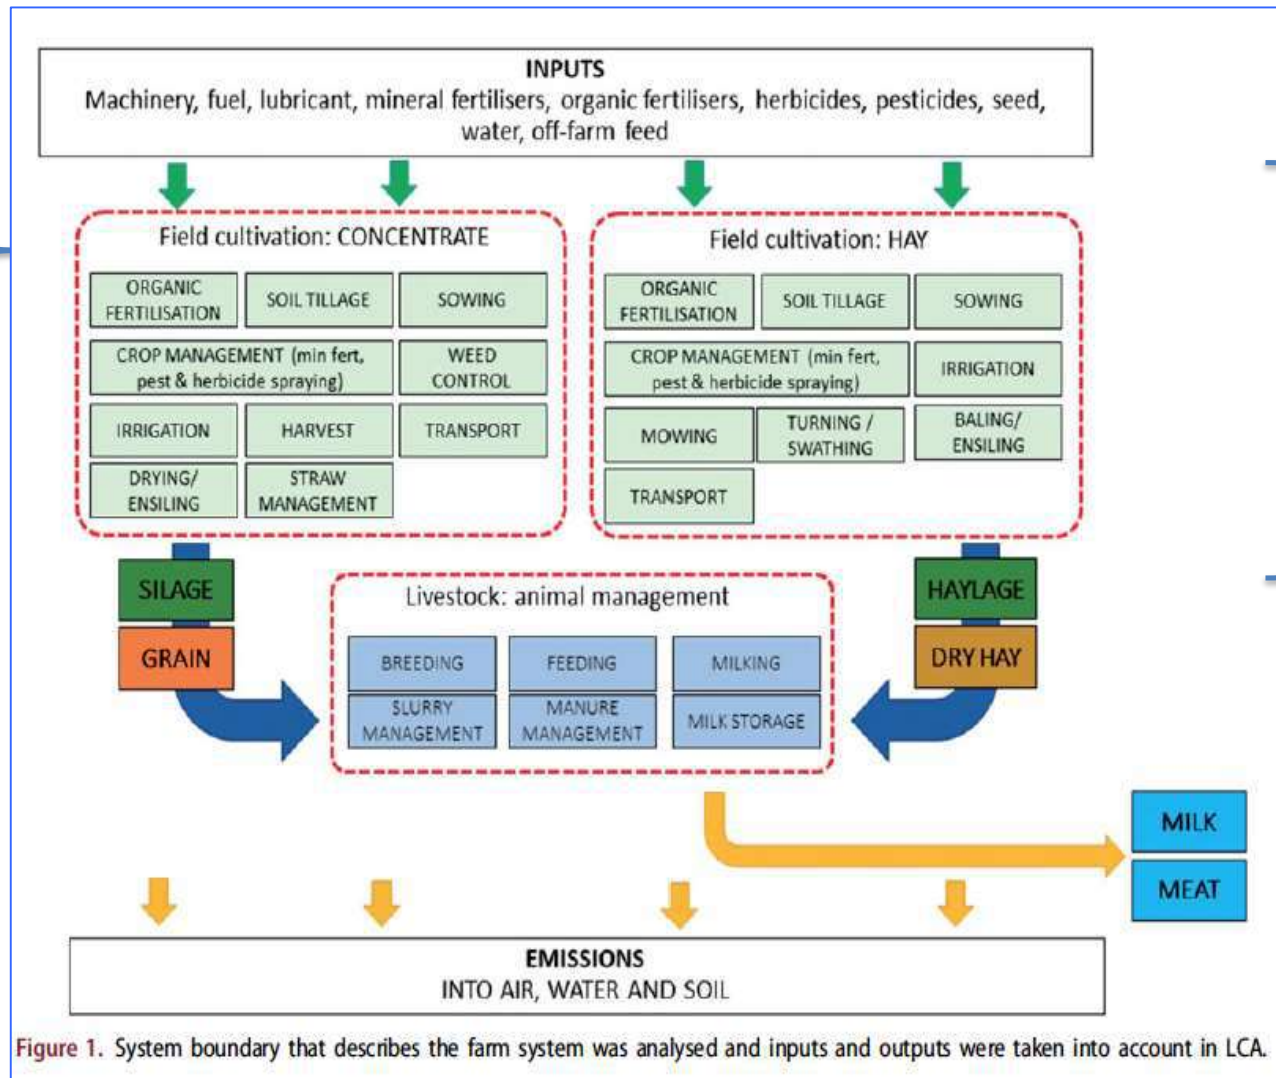 INPUTS
Machinery, fuel, lubricant, mineral fertilisers, organic fertilisers, herbicides, pesticides, seed,
water, off-farm feed
Field cultivation: CONCENTRATE
ORGANIC
FERTILISATION
SOIL TILLAGE
SOWING
CROP MANAGEMENT (min fert,
pest & herbicide spraying)
WEED
CONTROL
IRRIGATION
HARVEST
TRANSPORT
DRYING/
ENSILING
STRAW
MANAGEMENT
Field cultivation: HAY
ORGANIC
FERTILISATION
SOIL TILLAGE
SOWING
CROP MANAGEMENT (min fert,
pest & herbicide spraying)
IRRIGATION
MOWING
TURNING /
SWATHING
BALING/
ENSILING
TRANSPORT
SILAGE
GRAIN
Livestock: animal management
BREEDING
FEEDING
MILKING
SLURRY
MANAGEMENT
MANURE
MANAGEMENT
MILK STORAGE
HAYLAGE
DRY HAY
MILK
MEAT
EMISSIONS
INTO AIR, WATER AND SOIL
Figure 1. System boundary that describes the farm system was analysed and inputs and outputs were taken into account in LCA.